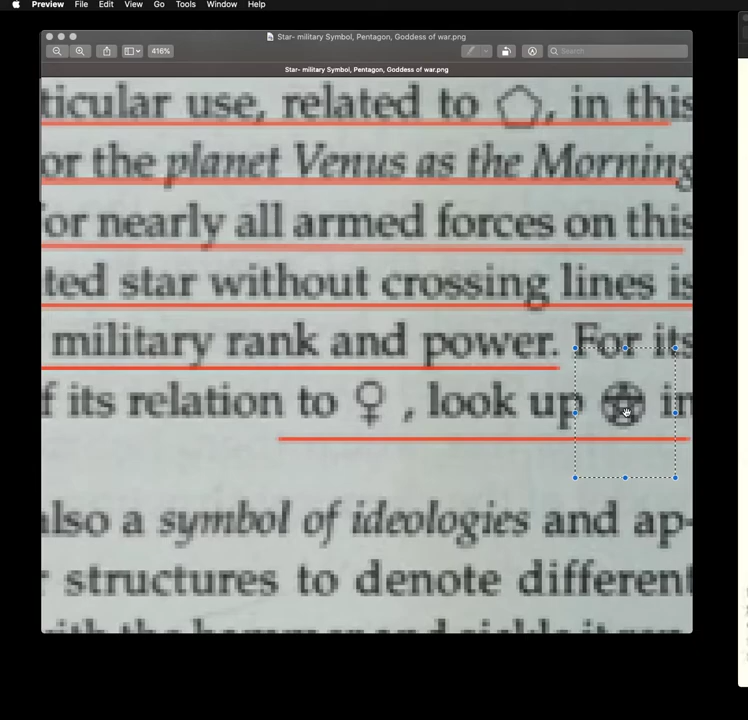 Preview File Edit View Go Tools Window Help
Star- military Symbol, Pentagon, Goddess of war.png
416% Search
Star- military Symbol, Pentagon, Goddess of war.png
ticular use, related to ⬠, in this
or the planet Venus as the Morning
for nearly all armed forces on this
ted star without crossing lines is
military rank and power. For its
f its relation to ♀ , look up ⛤ in
also a symbol of ideologies and ap-
r structures to denote different